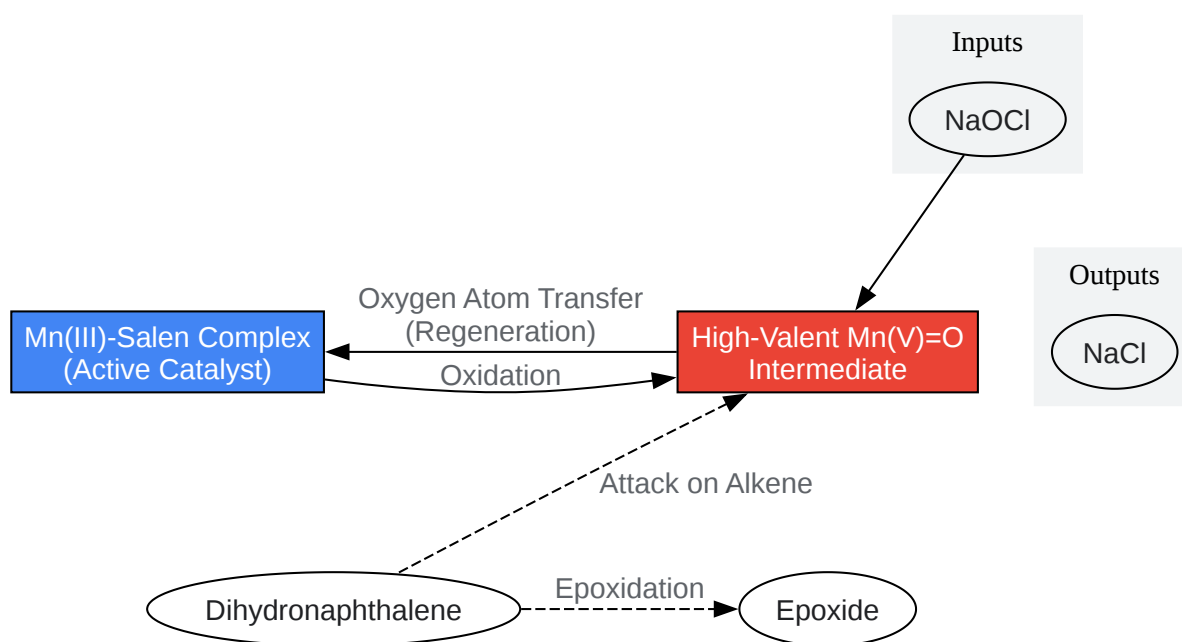 Inputs
NaOCl
Outputs
NaCl
Oxygen Atom Transfer
(Regeneration)
Mn(III)-Salen Complex
(Active Catalyst)
Oxidation
High-Valent Mn(V)=O
Intermediate
Attack on Alkene
Dihydronaphthalene
Epoxidation
Epoxide